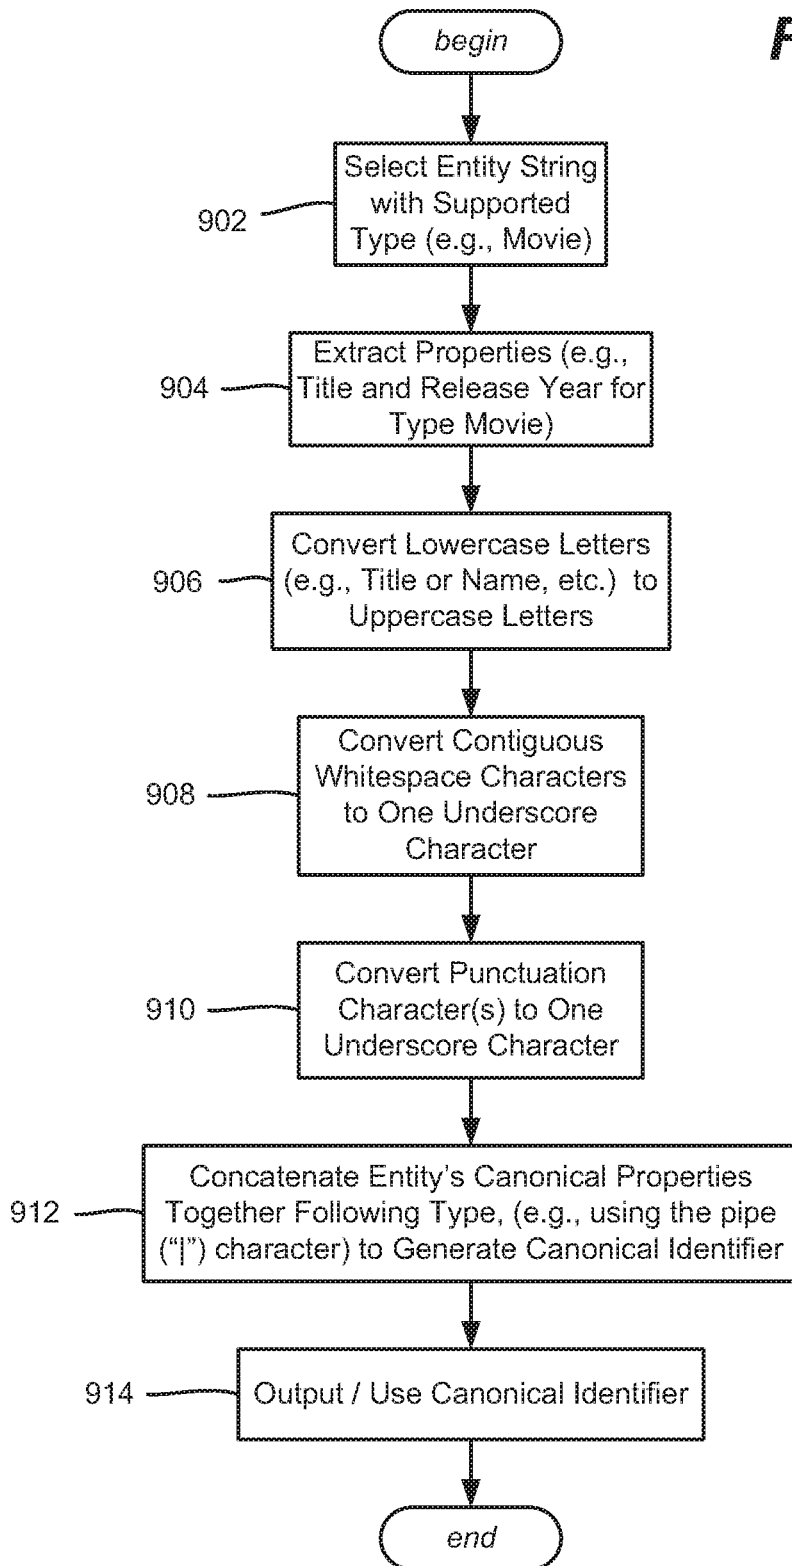 begin
Select Entity String
with Supported
Type (e.g., Movie)
902
Extract Properties (e.g.,
Title and Release Year for
Type Movie)
904
Convert Lowercase Letters
(e.g., Title or Name, etc.) to
Uppercase Letters
906
Convert Contiguous
Whitespace Characters
to One Underscore
Character
908
Convert Punctuation
Character(s) to One
Underscore Character
910
Concatenate Entity's Canonical Properties
Together Following Type, (e.g., using the pipe
(“|”) character) to Generate Canonical Identifier
912
Output / Use Canonical Identifier
914
end